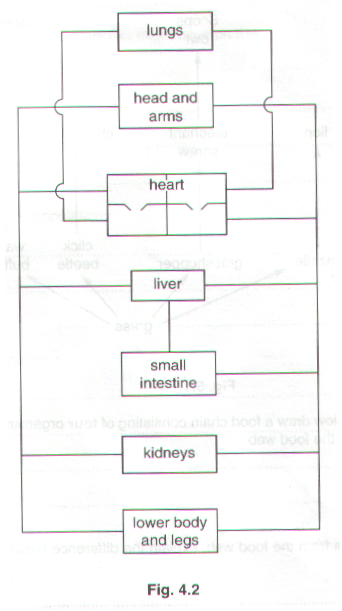 lungs
head and
arms
heart
liver
small
intestine
kidneys
lower body
and legs
Fig. 4.2